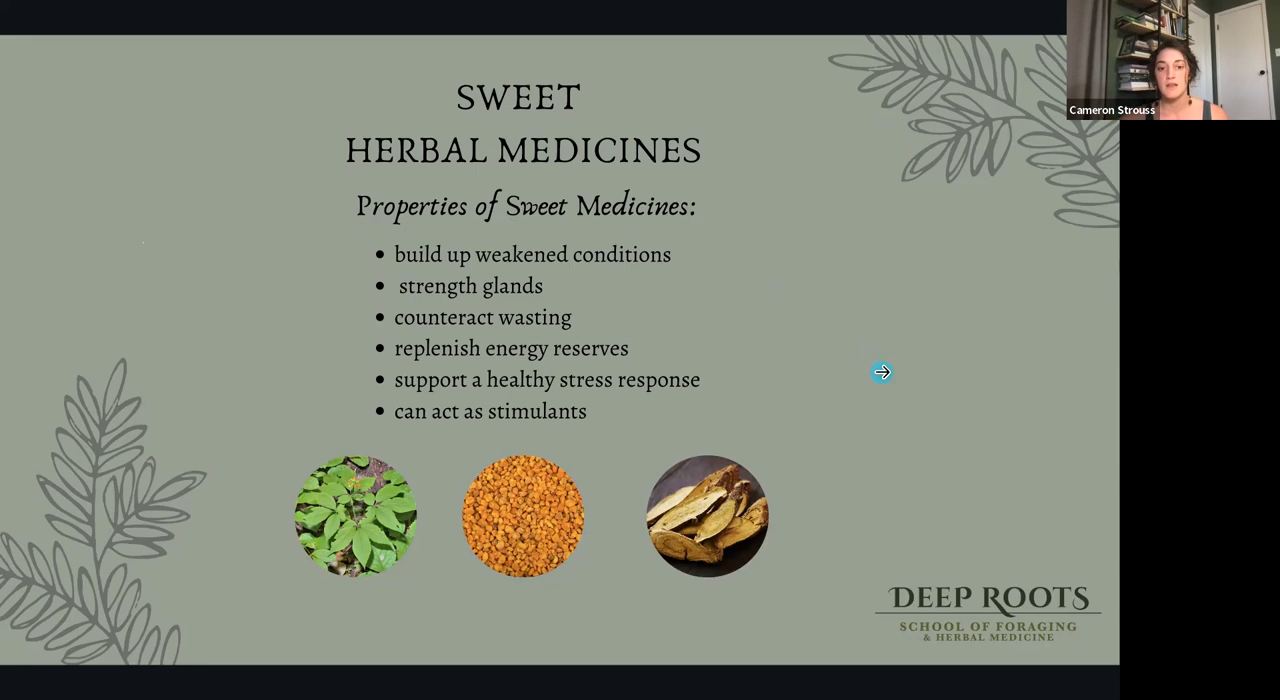 SWEET
HERBAL MEDICINES
Properties of Sweet Medicines:
• build up weakened conditions
• strength glands
• counteract wasting
• replenish energy reserves
• support a healthy stress response
• can act as stimulants
DEEP ROOTS
SCHOOL OF FORAGING
& HERBAL MEDICINE
Cameron Strouss